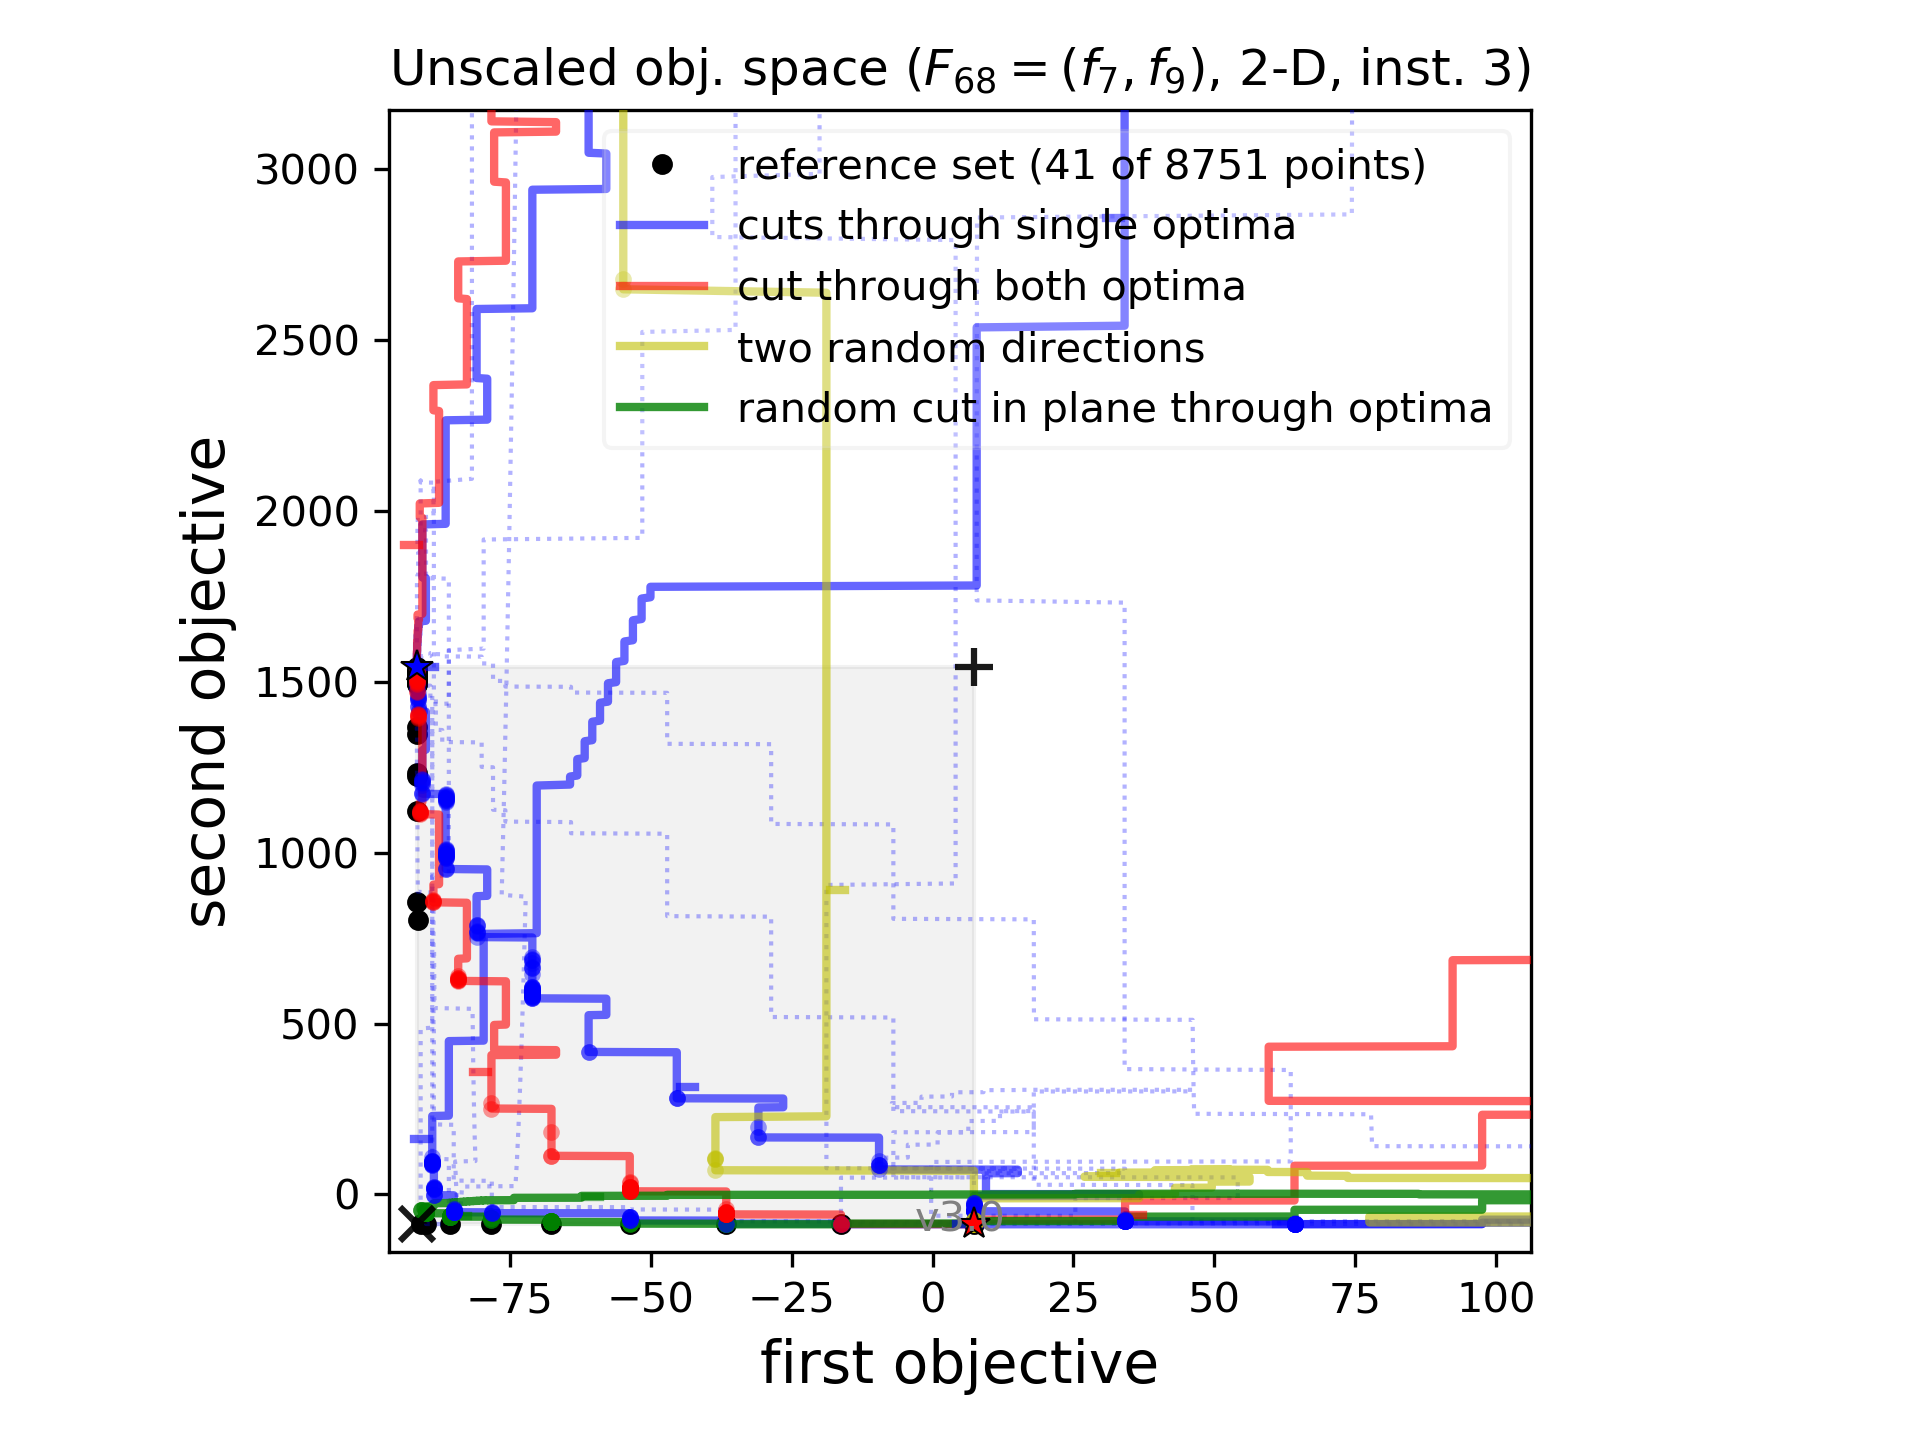 Unscaled obj. space (F68 = (f7, f9), 2-D, inst. 3)
reference set (41 of 8751 points)
cuts through single optima
cut through both optima
two random directions
random cut in plane through optima
3000
2500
2000
1500
1000
500
0
second objective
−75 −50 −25 0 25 50 75 100
first objective